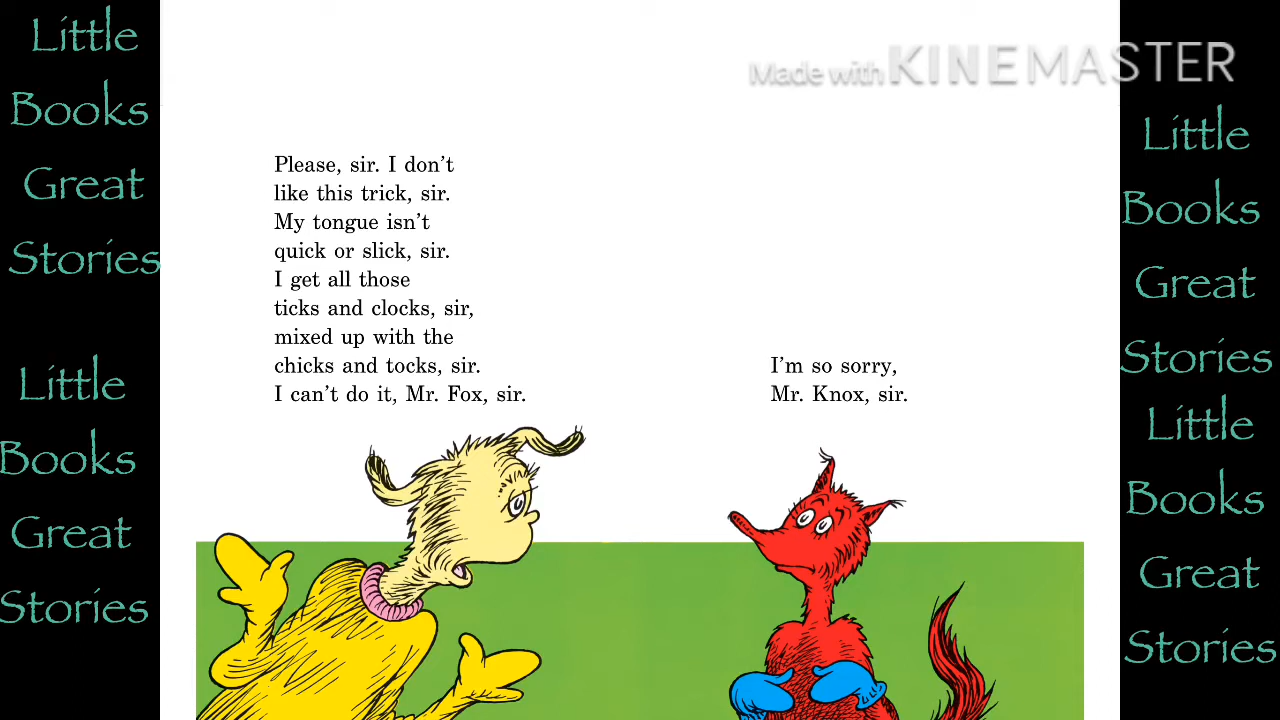 Little
Books
Great
Stories
Little
Books
Great
Stories
Made with KINEMASTER
Please, sir. I don't
like this trick, sir.
My tongue isn't
quick or slick, sir.
I get all those
ticks and clocks, sir,
mixed up with the
chicks and tocks, sir.
I can't do it, Mr. Fox, sir.
I'm so sorry,
Mr. Knox, sir.
Little
Books
Great
Stories
Little
Books
Great
Stories